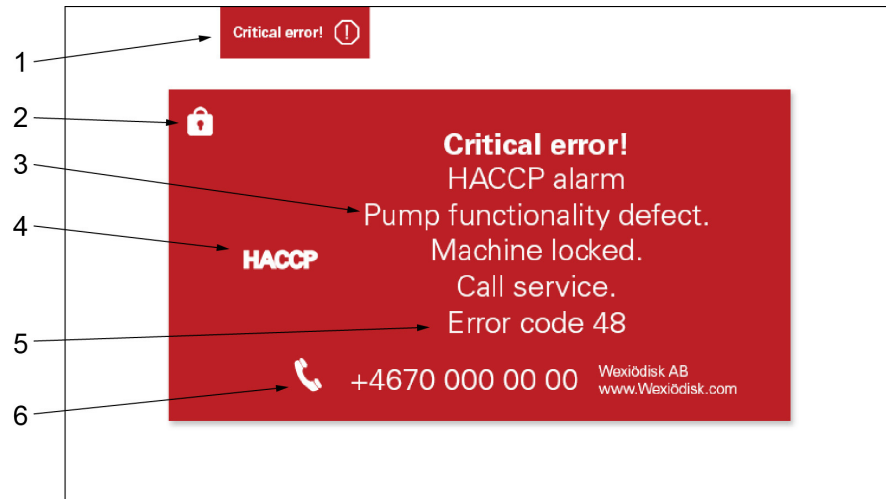 Critical error!
1
2
3
4
5
6
Critical error!
HACCP alarm
Pump functionality defect.
Machine locked.
Call service.
Error code 48
HACCP
+4670 000 00 00
Wexiödisk AB
www.Wexiödisk.com